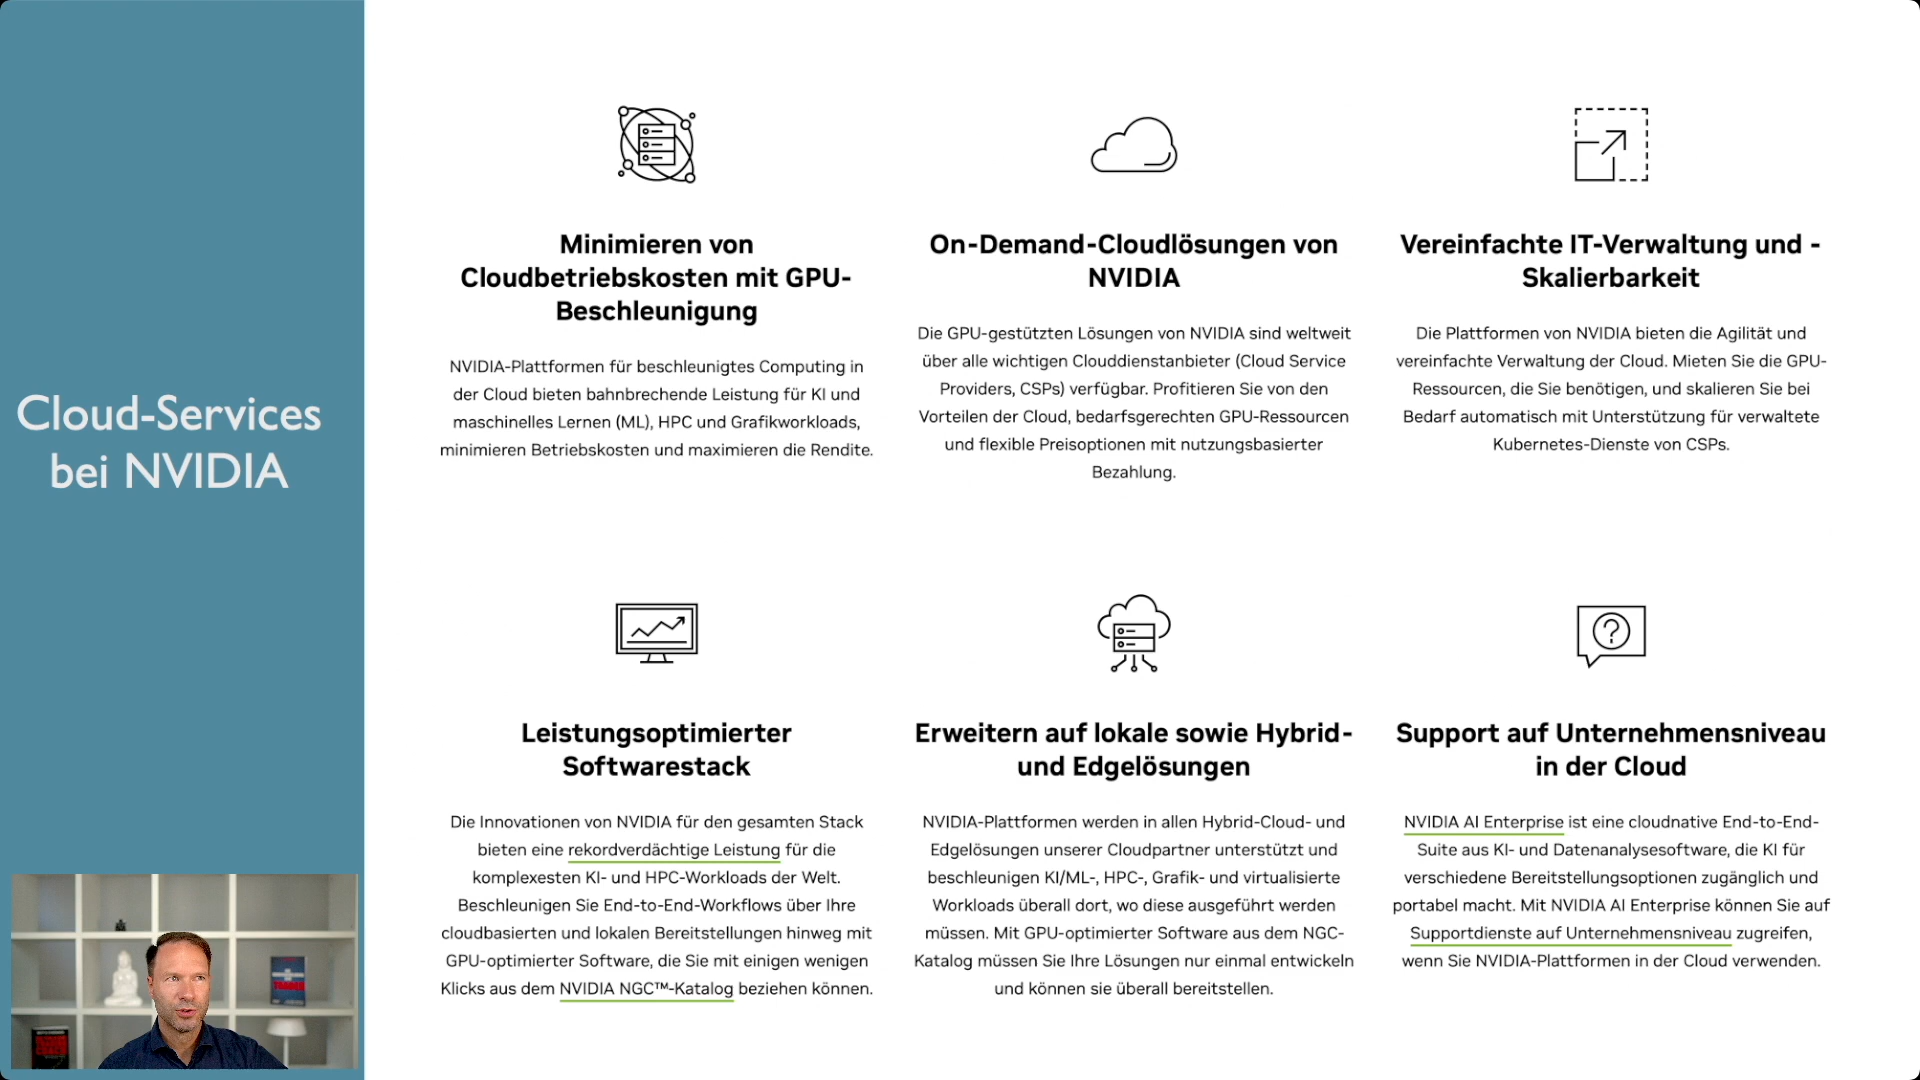 Cloud-Services
bei NVIDIA
Minimieren von
Cloudbetriebskosten mit GPU-
Beschleunigung
NVIDIA-Plattformen für beschleunigtes Computing in
der Cloud bieten bahnbrechende Leistung für KI und
maschinelles Lernen (ML), HPC und Grafikworkloads,
minimieren Betriebskosten und maximieren die Rendite.
On-Demand-Cloudlösungen von
NVIDIA
Die GPU-gestützten Lösungen von NVIDIA sind weltweit
über alle wichtigen Clouddienstanbieter (Cloud Service
Providers, CSPs) verfügbar. Profitieren Sie von den
Vorteilen der Cloud, bedarfsgerechten GPU-Ressourcen
und flexible Preisoptionen mit nutzungsbasierter
Bezahlung.
Vereinfachte IT-Verwaltung und -
Skalierbarkeit
Die Plattformen von NVIDIA bieten die Agilität und
vereinfachte Verwaltung der Cloud. Mieten Sie die GPU-
Ressourcen, die Sie benötigen, und skalieren Sie bei
Bedarf automatisch mit Unterstützung für verwaltete
Kubernetes-Dienste von CSPs.
Leistungsoptimierter
Softwarestack
Die Innovationen von NVIDIA für den gesamten Stack
bieten eine rekordverdächtige Leistung für die
komplexesten KI- und HPC-Workloads der Welt.
Beschleunigen Sie End-to-End-Workflows über Ihre
cloudbasierten und lokalen Bereitstellungen hinweg mit
GPU-optimierter Software, die Sie mit einigen wenigen
Klicks aus dem NVIDIA NGC™-Katalog beziehen können.
Erweitern auf lokale sowie Hybrid-
und Edgelösungen
NVIDIA-Plattformen werden in allen Hybrid-Cloud- und
Edgelösungen unserer Cloudpartner unterstützt und
beschleunigen KI/ML-, HPC-, Grafik- und virtualisierte
Workloads überall dort, wo diese ausgeführt werden
müssen. Mit GPU-optimierter Software aus dem NGC-
Katalog müssen Sie Ihre Lösungen nur einmal entwickeln
und können sie überall bereitstellen.
Support auf Unternehmensniveau
in der Cloud
NVIDIA AI Enterprise ist eine cloudnative End-to-End-
Suite aus KI- und Datenanalysesoftware, die KI für
verschiedene Bereitstellungsoptionen zugänglich und
portabel macht. Mit NVIDIA AI Enterprise können Sie auf
Supportdienste auf Unternehmensniveau zugreifen,
wenn Sie NVIDIA-Plattformen in der Cloud verwenden.
TRADER